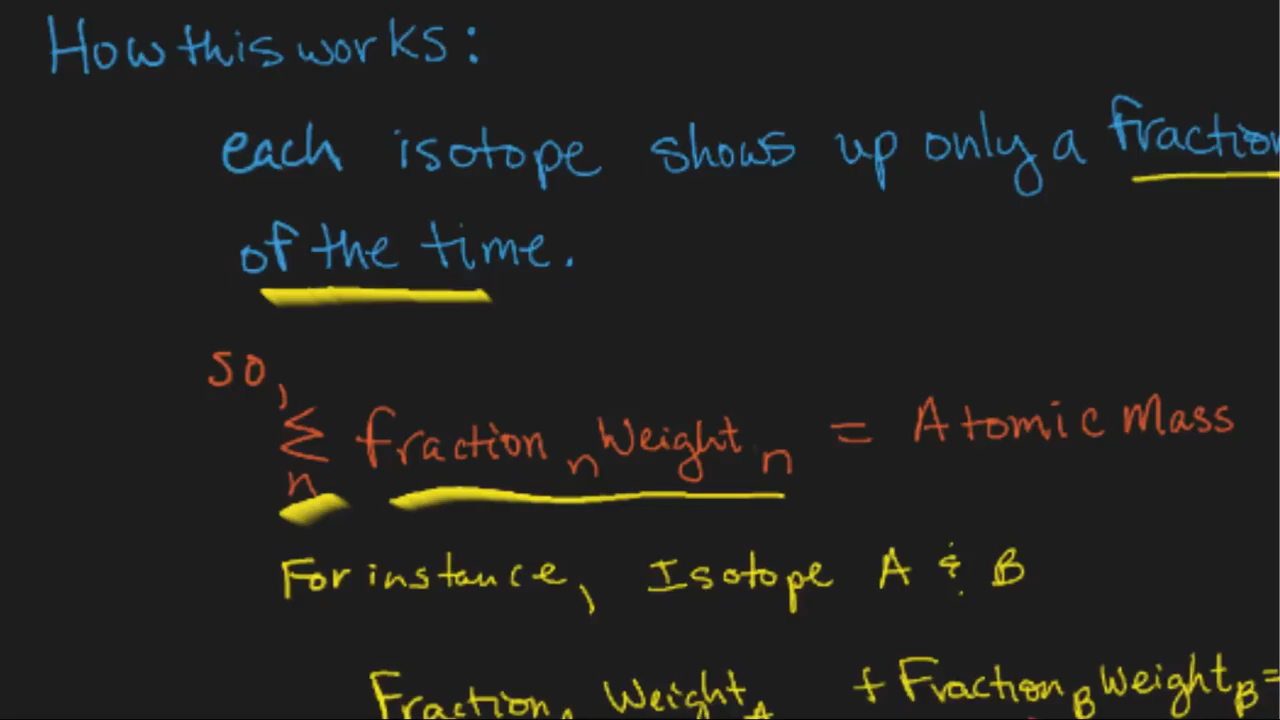 How this works:
each isotope shows up only a fraction
of the time.
so,
Σ fraction n Weight n = Atomic Mass
n
For instance, Isotope A & B
Fraction A Weight A + Fraction B Weight B =